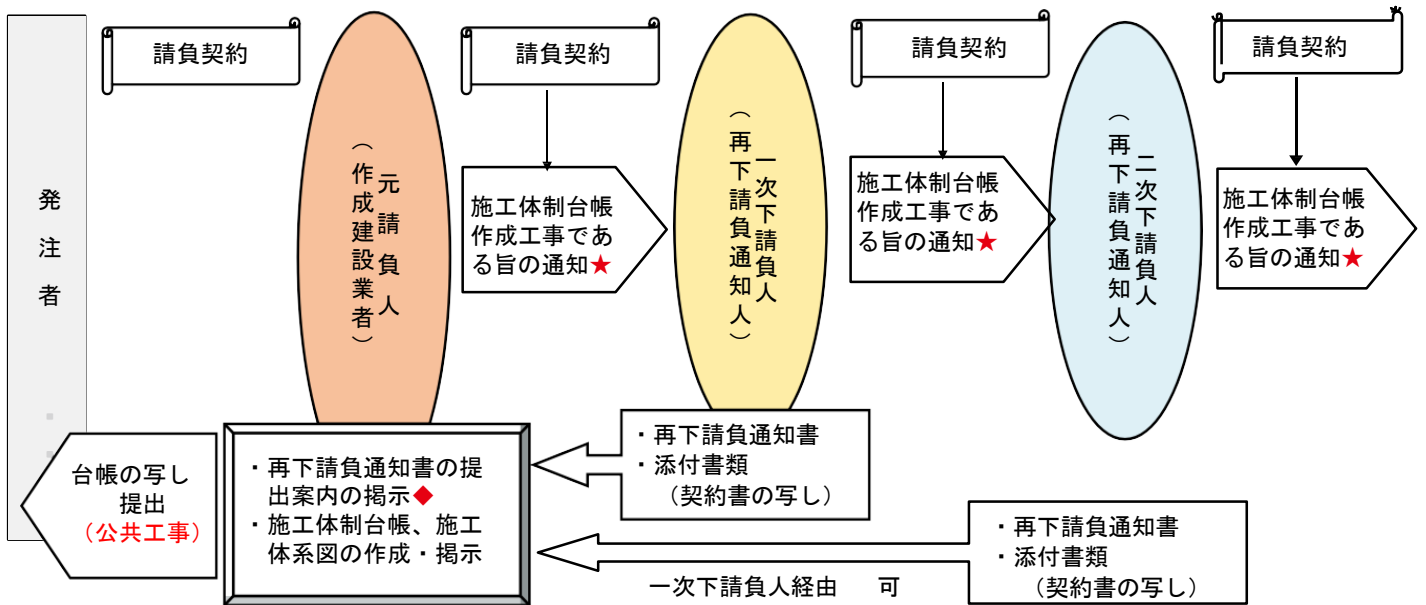 請負契約
請負契約
請負契約
請負契約
発注者
元請負人
（作成建設業者）
施工体制台帳
作成工事であ
る旨の通知★
一次下請負人
（再下請負通知人）
施工体制台帳
作成工事であ
る旨の通知★
二次下請負人
（再下請負通知人）
施工体制台帳
作成工事であ
る旨の通知★
台帳の写し
提出
（公共工事）
・再下請負通知書の提
出案内の掲示◆
・施工体制台帳、施工
体系図の作成・掲示
・再下請負通知書
・添付書類
（契約書の写し）
・再下請負通知書
・添付書類
（契約書の写し）
一次下請負人経由　可